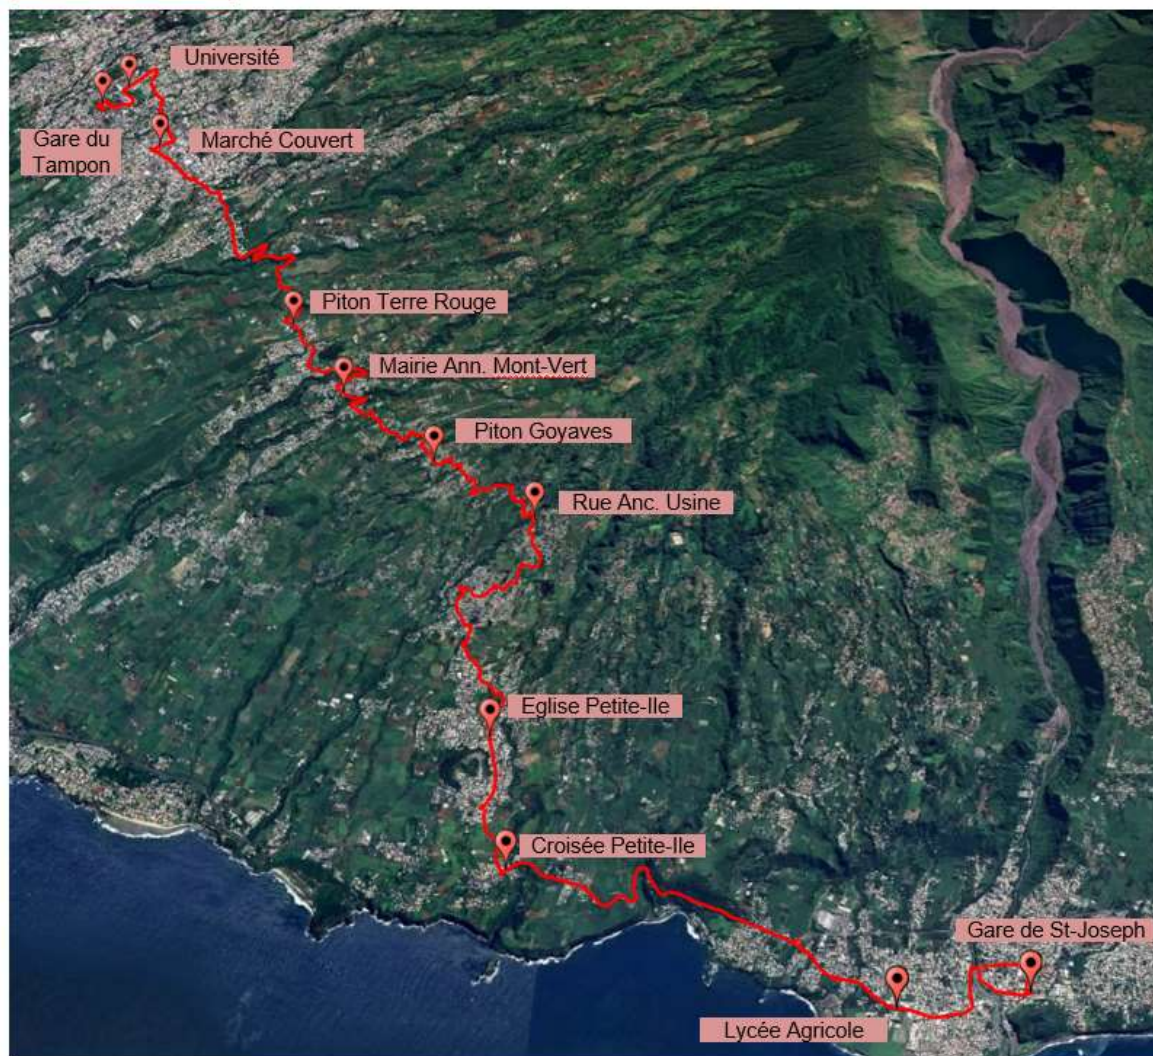 Université
Gare du
Tampon
Marché Couvert
Piton Terre Rouge
Mairie Ann. Mont-Vert
Piton Goyaves
Rue Anc. Usine
Eglise Petite-Ile
Croisée Petite-Ile
Gare de St-Joseph
Lycée Agricole